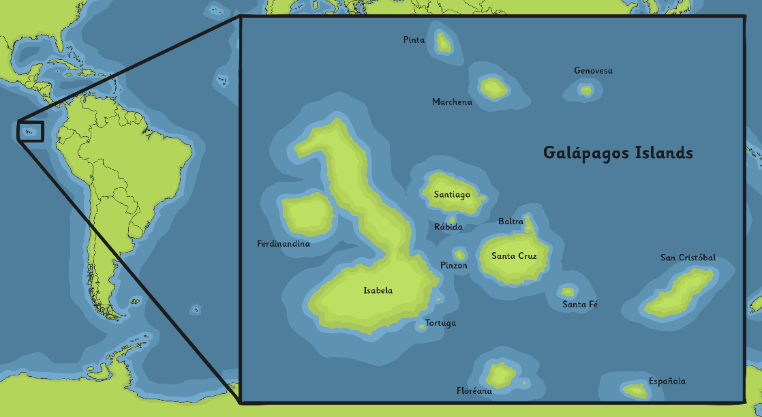 Pinta
Genovesa
Marchena
Galápagos Islands
Santiago
Rábida
Baltra
Ferdinandina
Santa Cruz
Pinzon
San Cristóbal
Isabela
Santa Fé
Tortuga
Española
Floréana